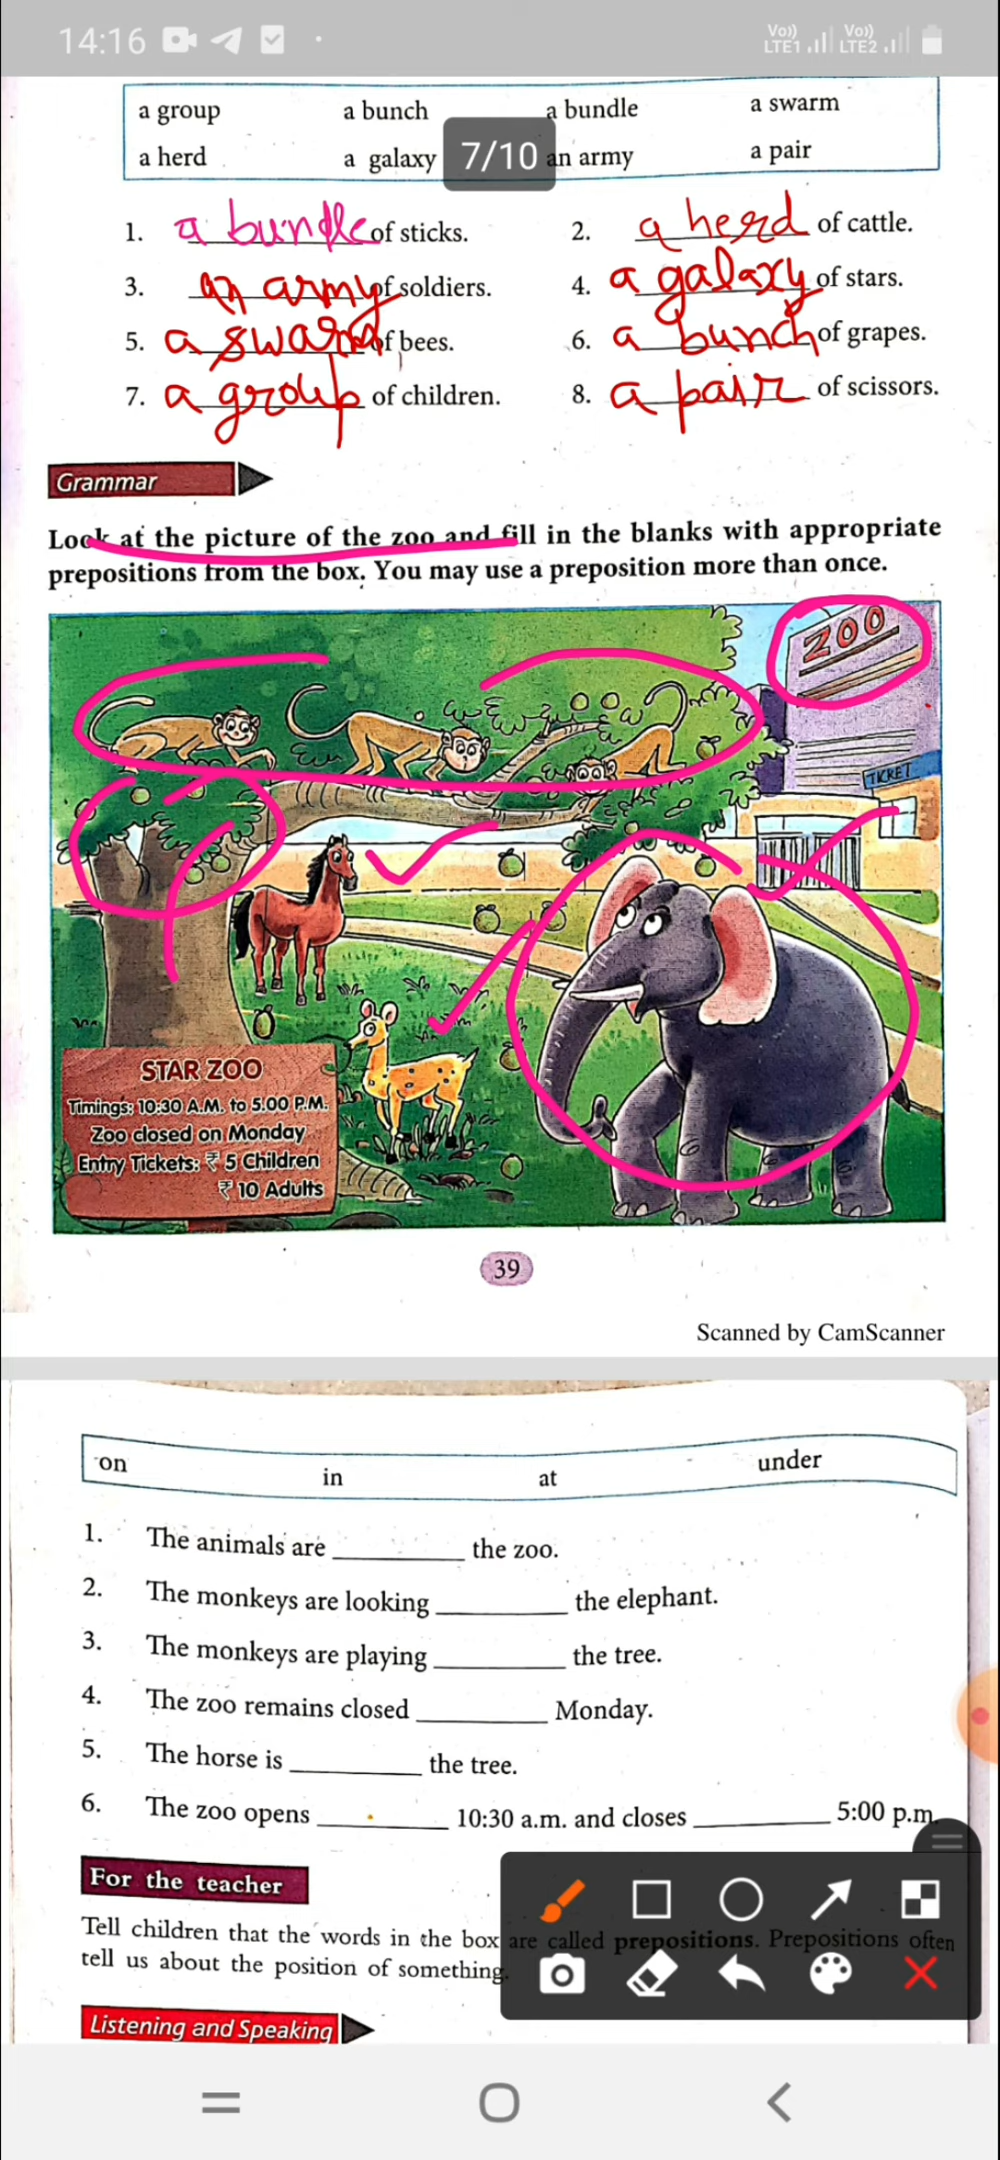 14:16
Vo)) LTE1 Vo)) LTE2
a group a bunch a bundle a swarm
a herd a galaxy 7/10 an army a pair
1. a bundle of sticks. 2. a herd of cattle.
3. an army of soldiers. 4. a galaxy of stars.
5. a swarm of bees. 6. a bunch of grapes.
7. a group of children. 8. a pair of scissors.
Grammar
Look at the picture of the zoo and fill in the blanks with appropriate
prepositions from the box. You may use a preposition more than once.
ZOO
TICKET
STAR ZOO
Timings: 10:30 A.M. to 5:00 P.M.
Zoo closed on Monday
Entry Tickets: ₹ 5 Children
₹ 10 Adults
39
Scanned by CamScanner
on in at under
1. The animals are ________ the zoo.
2. The monkeys are looking ________ the elephant.
3. The monkeys are playing ________ the tree.
4. The zoo remains closed ________ Monday.
5. The horse is ________ the tree.
6. The zoo opens ________ 10:30 a.m. and closes ________ 5:00 p.m.
For the teacher
Tell children that the words in the box are called prepositions. Prepositions often
tell us about the position of something.
Listening and Speaking